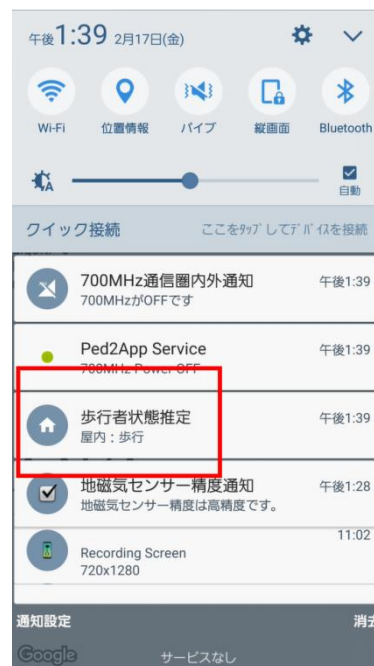 午後1:39 2月17日(金)
Wi-Fi 位置情報 バイブ 縦画面 Bluetooth
自動
クイック接続 ここをタップしてデバイスを接続
700MHz通信圏内外通知 午後1:39
700MHzがOFFです
Ped2App Service 午後1:39
700MHz Power OFF
歩行者状態推定 午後1:39
屋内:歩行
地磁気センサー精度通知 午後1:28
地磁気センサー精度は高精度です。
11:02
Recording Screen
720x1280
通知設定 消去
Google サービスなし